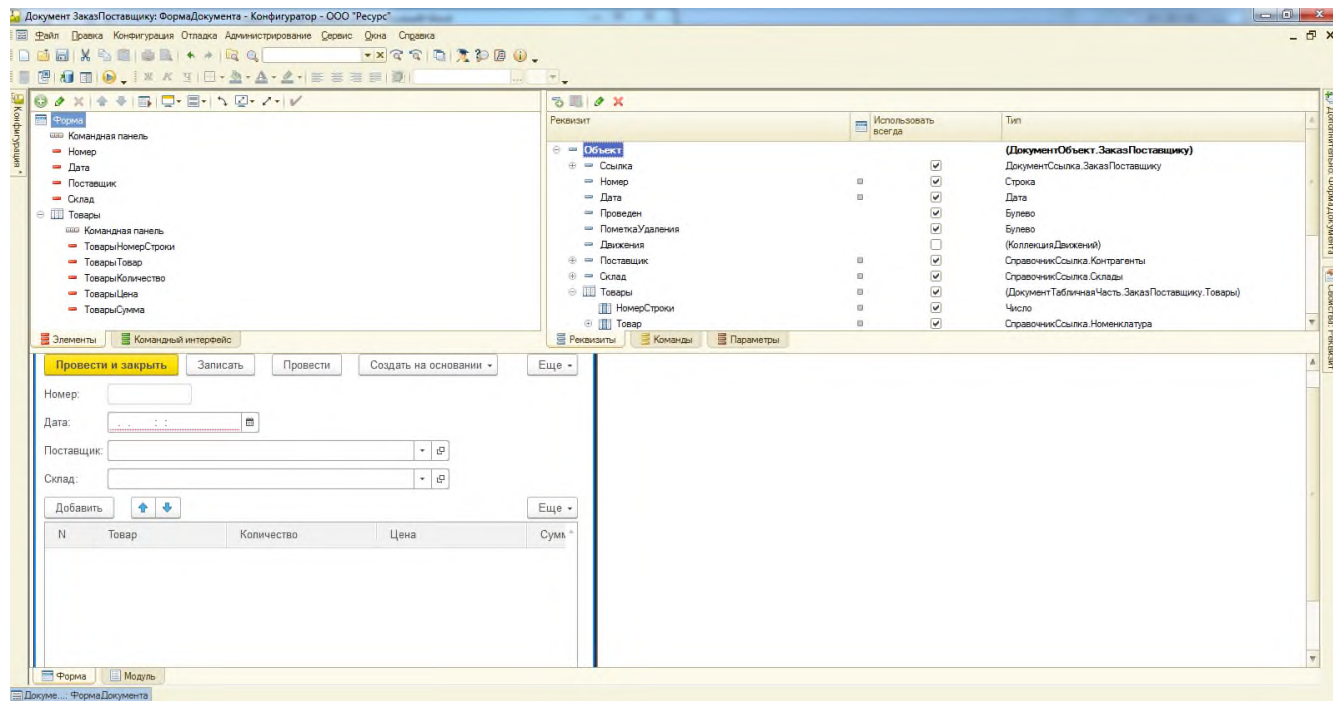 Документ ЗаказПоставщику: ФормаДокумента - Конфигуратор - ООО "Ресурс"
Файл Правка Конфигурация Отладка Администрирование Сервис Окна Справка
Конфигурация
Форма
Командная панель
Номер
Дата
Поставщик
Склад
Товары
Командная панель
ТоварыНомерСтроки
ТоварыТовар
ТоварыКоличество
ТоварыЦена
ТоварыСумма
Элементы Командный интерфейс
Реквизит Использовать всегда Тип
Объект (ДокументОбъект.ЗаказПоставщику)
Ссылка ДокументСсылка.ЗаказПоставщику
Номер Строка
Дата Дата
Проведен Булево
ПометкаУдаления Булево
Движения (КоллекцияДвижений)
Поставщик СправочникСсылка.Контрагенты
Склад СправочникСсылка.Склады
Товары (ДокументТабличнаяЧасть.ЗаказПоставщику.Товары)
НомерСтроки Число
Товар СправочникСсылка.Номенклатура
Реквизиты Команды Параметры
Дополнительно: ФормаДокумента
Свойства: Реквизит
Провести и закрыть Записать Провести Создать на основании Еще
Номер:
Дата: . . : :
Поставщик:
Склад:
Добавить Еще
N Товар Количество Цена Сумм
Форма Модуль
Докуме...: ФормаДокумента